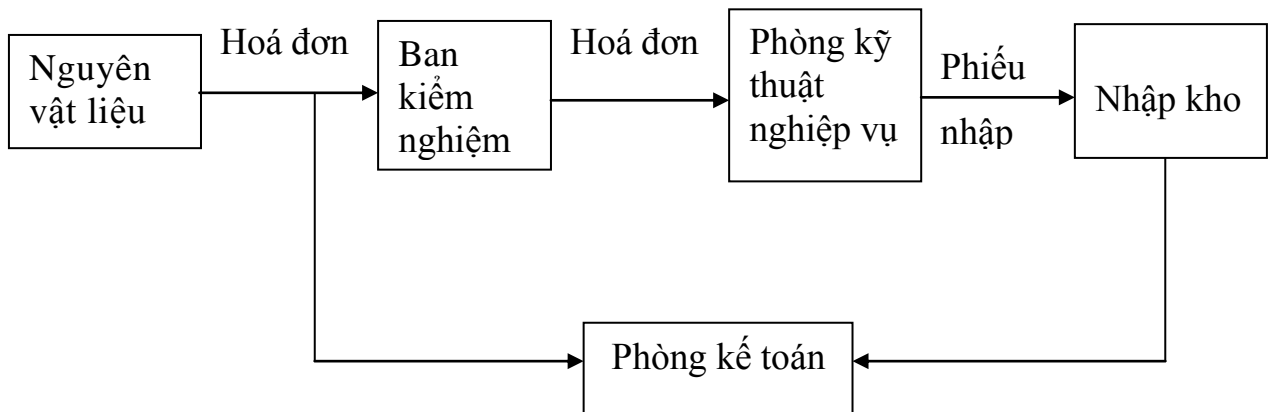 Nguyên
vật liệu
Hoá đơn
Ban
kiểm
nghiệm
Hoá đơn
Phòng kỹ
thuật
nghiệp vụ
Phiếu
nhập
Nhập kho
Phòng kế toán